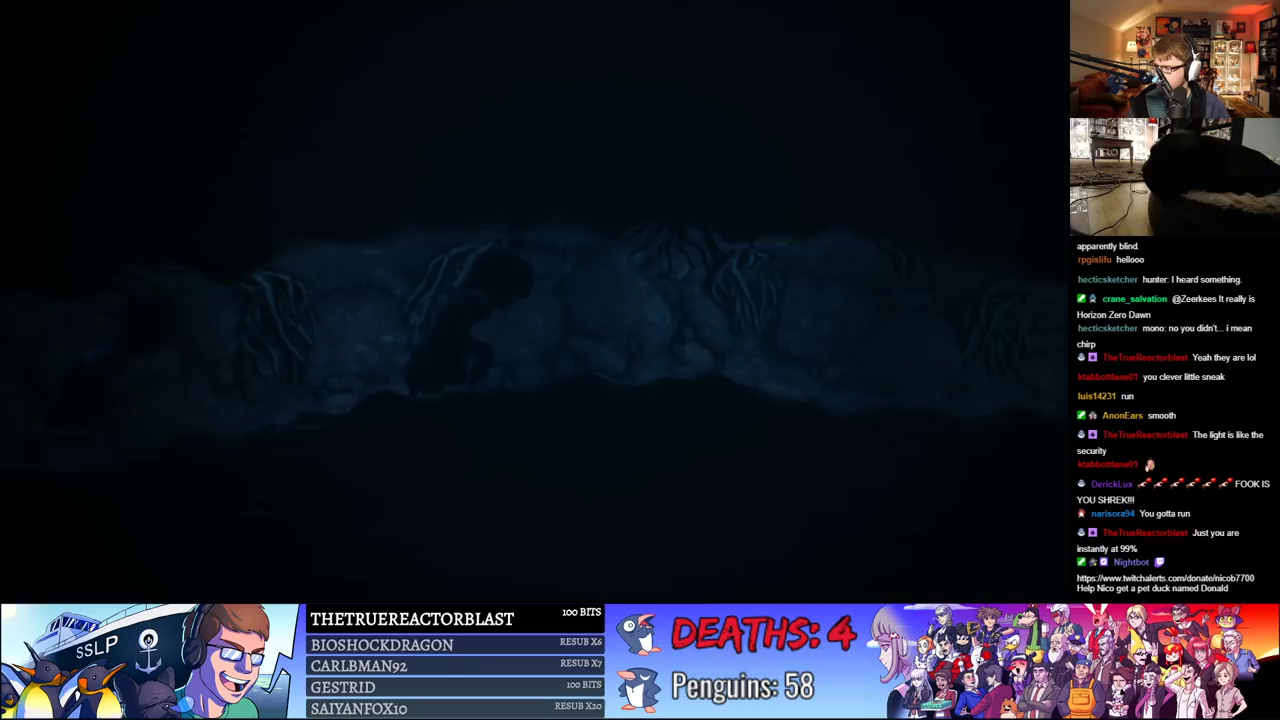 apparently blind.
rpgislifu hellooo
hecticsketcher hunter: I heard something.
crane_salvation @Zeerkees It really is
Horizon Zero Dawn
hecticsketcher mono: no you didn't... i mean
chirp
TheTrueReactorblast Yeah they are lol
ktabbottlane01 you clever little sneak
luis14231 run
AnonEars smooth
TheTrueReactorblast The light is like the
security
ktabbottlane01
DerickLux FOOK IS
YOU SHREK!!!
narisora94 You gotta run
TheTrueReactorblast Just you are
instantly at 99%
Nightbot
https://www.twitchalerts.com/donate/nicob7700
Help Nico get a pet duck named Donald
SSLP
THETRUEREACTORBLAST 100 BITS
BIOSHOCKDRAGON RESUB X6
CARLBMAN92 RESUB X7
GESTRID 100 BITS
SAIYANFOX10 RESUB X20
DEATHS: 4
Penguins: 58